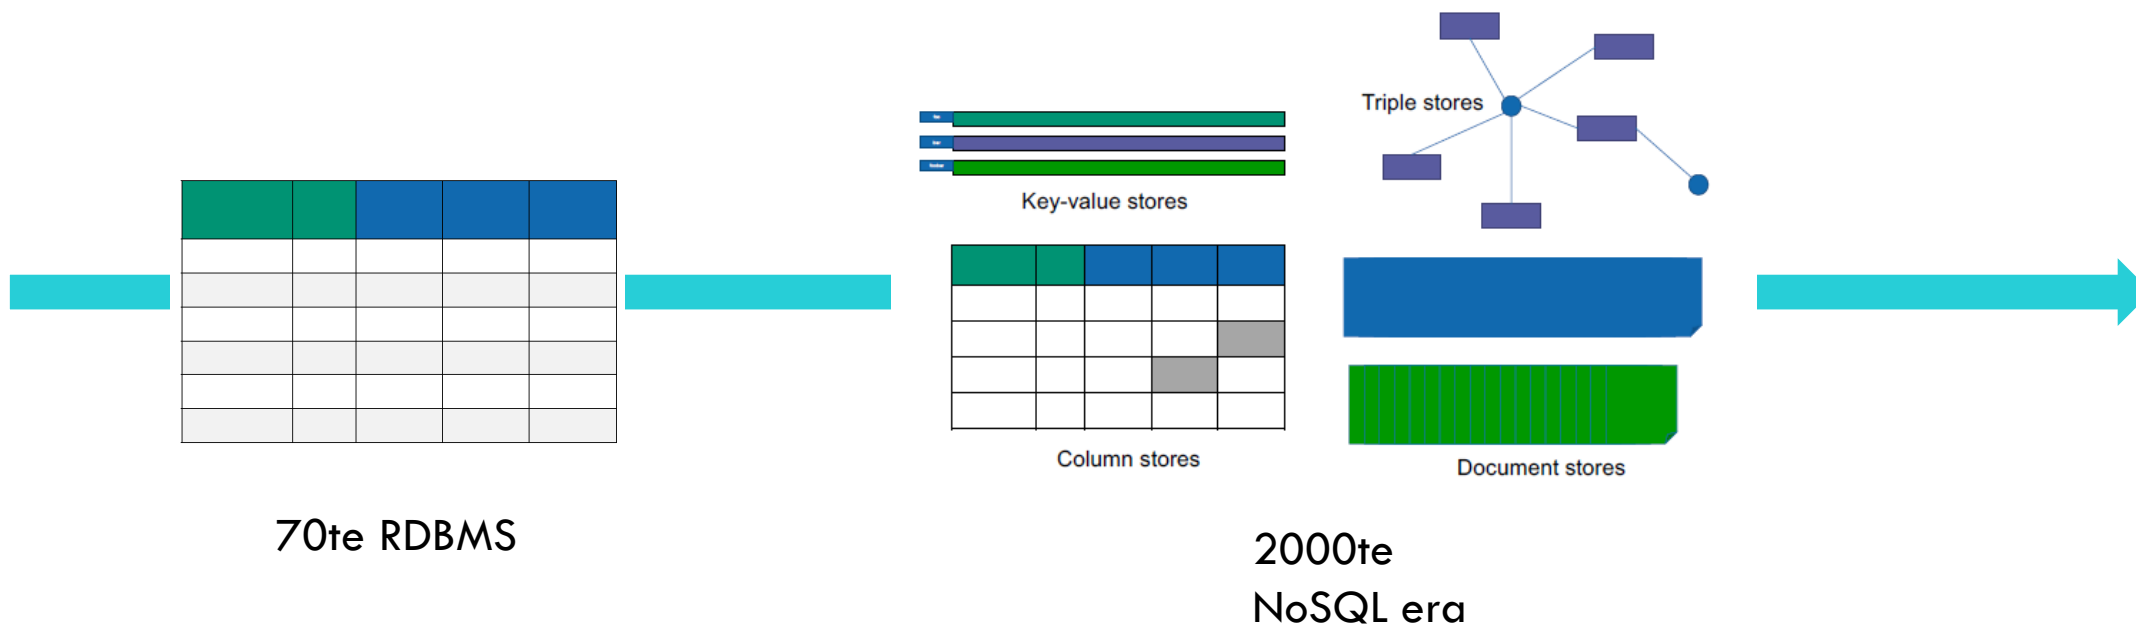 Triple stores
Key-value stores
Column stores
Document stores
70te RDBMS
2000te
NoSQL era